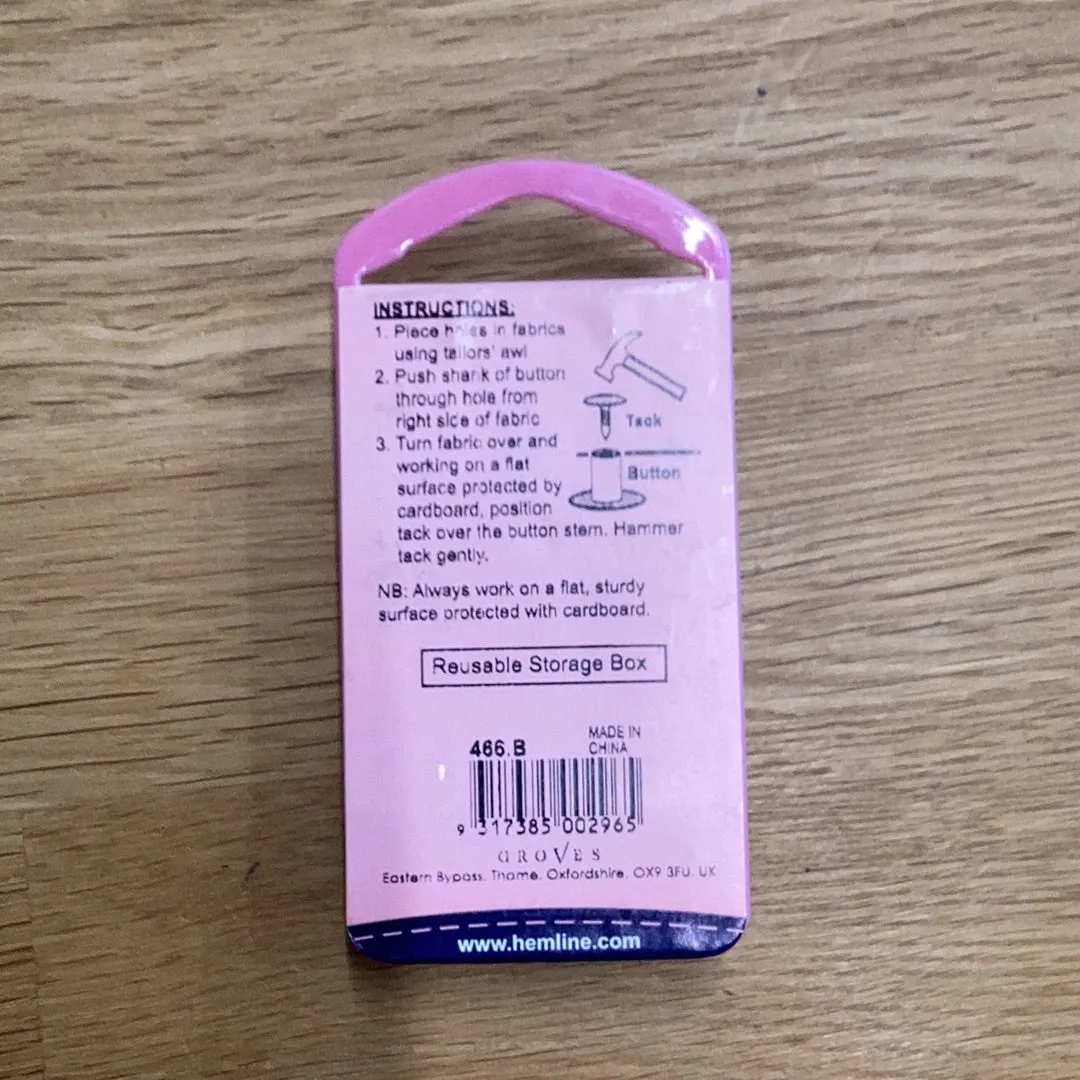 INSTRUCTIONS:
1. Piece holes in fabrics
using tailors' awl
2. Push shank of button
through hole from
right side of fabric
3. Turn fabric over and
working on a flat
surface protected by
cardboard, position
tack over the button stem. Hammer
tack gently.
Tack
Button
NB: Always work on a flat, sturdy
surface protected with cardboard.
Reusable Storage Box
466.B
MADE IN
CHINA
9 317385 002965
GROVES
Eastern Bypass, Thame, Oxfordshire, OX9 3FU, UK
www.hemline.com